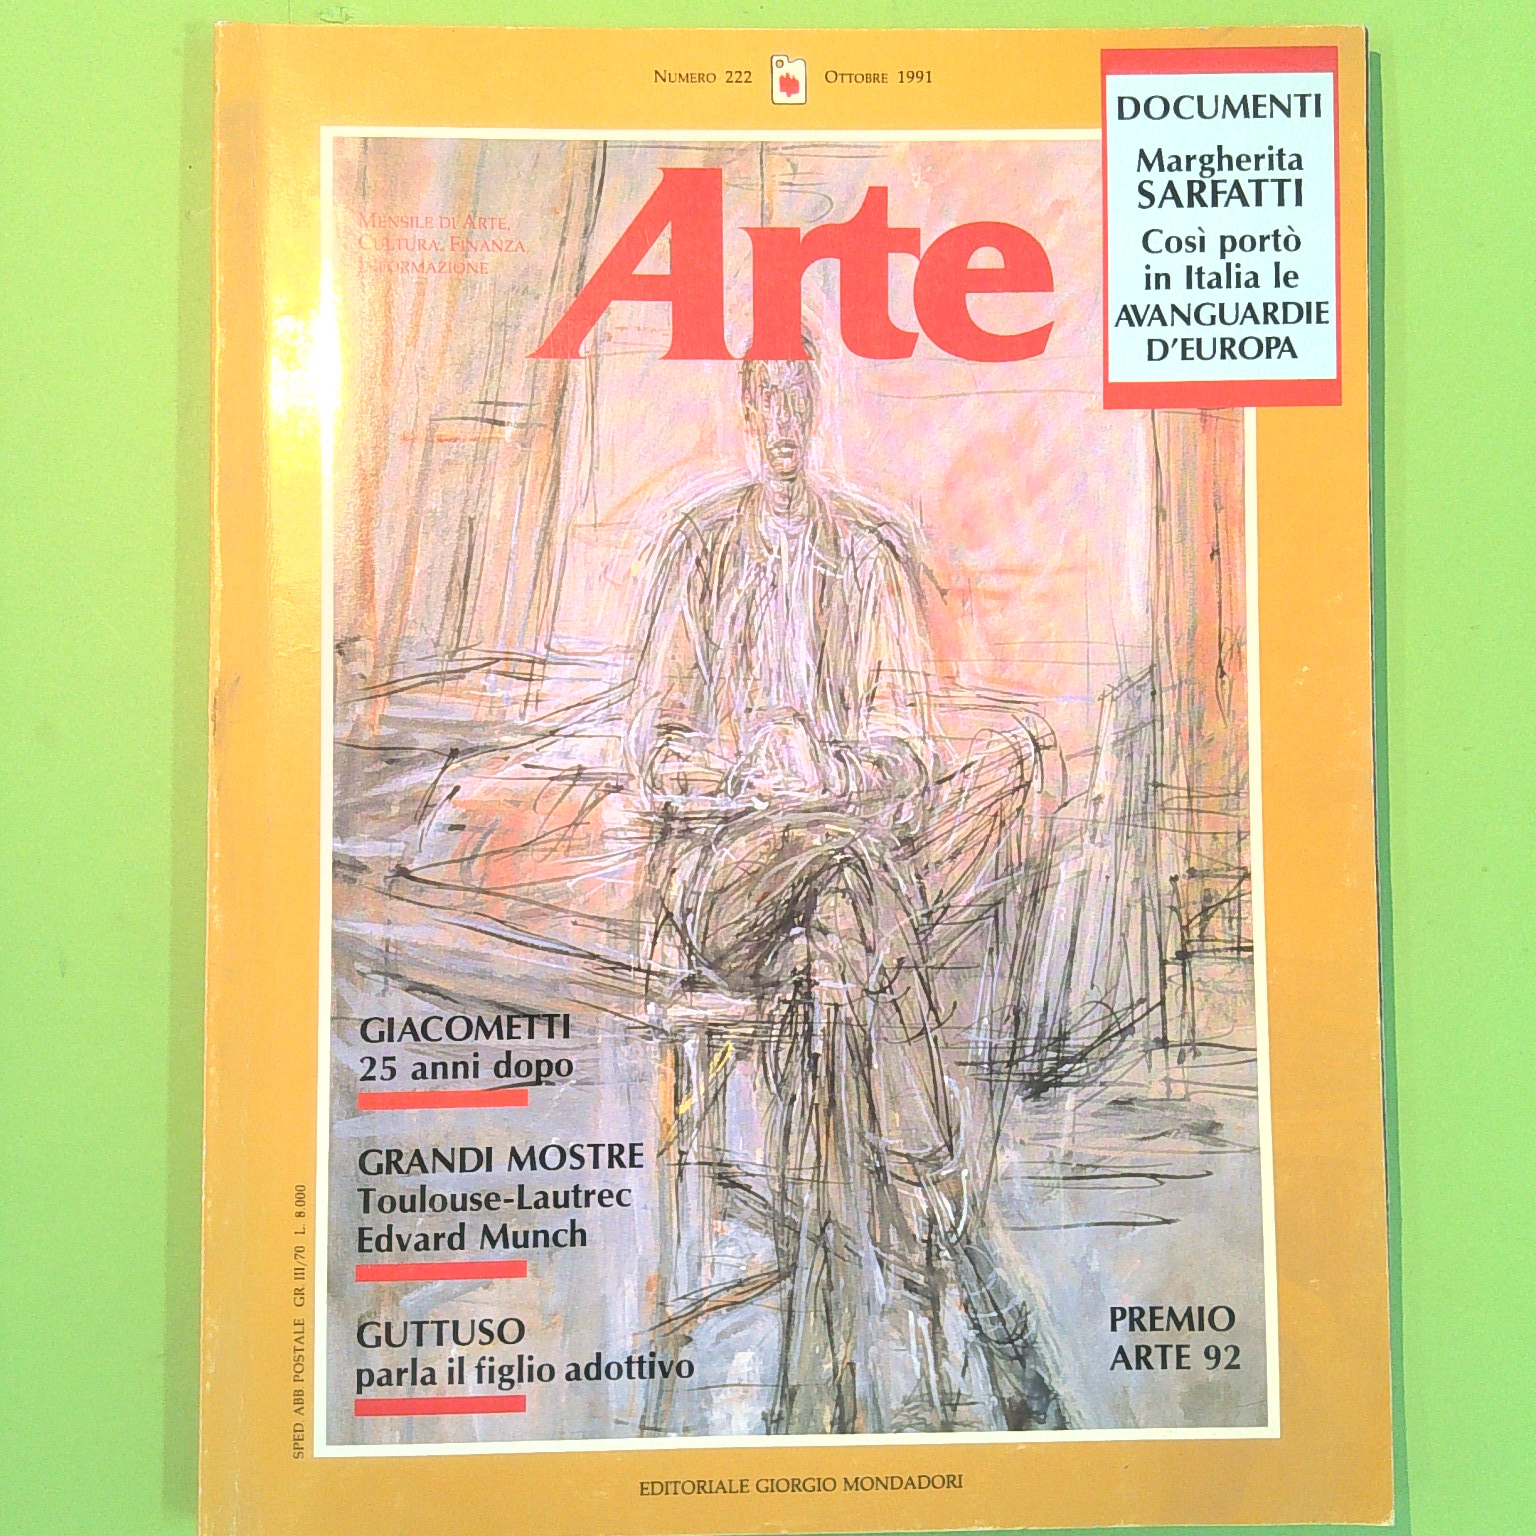 NUMERO 222 OTTOBRE 1991
DOCUMENTI
Margherita
SARFATTI
Così portò
in Italia le
AVANGUARDIE
D'EUROPA
Arte
MENSILE DI ARTE,
CULTURA, FINANZA,
INFORMAZIONE
GIACOMETTI
25 anni dopo
GRANDI MOSTRE
Toulouse-Lautrec
Edvard Munch
GUTTUSO
parla il figlio adottivo
PREMIO
ARTE 92
SPED ABB POSTALE GR III/70 L. 8.000
EDITORIALE GIORGIO MONDADORI